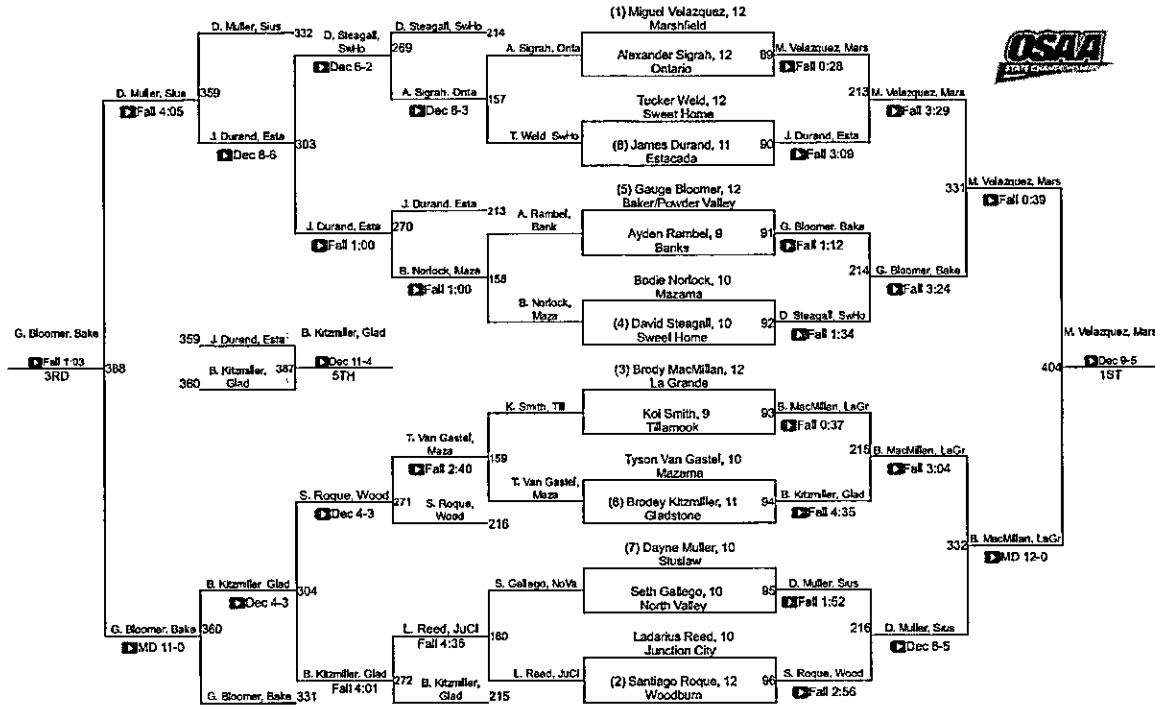 D. Muller, Sius
332
D. Muller, Sius
Fall 4:05
359
J. Durand, Esta
Dec 8-6
303
D. Steagall,
SwHo
Dec 6-2
269
D. Steagall, SwHo
214
A. Sigrah, Onta
Dec 8-3
157
A. Sigrah, Onta
T. Weld, SwHo
J. Durand, Esta
Fall 1:00
270
J. Durand, Esta
213
B. Norlock, Maza
Fall 1:00
158
A. Rambel,
Bank
B. Norlock,
Maza
G. Bloomer, Bake
Fall 1:03
3RD
388
359
J. Durand, Esta
360
B. Kitzmiller,
Glad
387
B. Kitzmiller, Glad
Dec 11-4
5TH
G. Bloomer, Bake
MD 11-0
360
B. Kitzmiller, Glad
Dec 4-3
304
G. Bloomer, Bake
331
S. Roque, Wood
Dec 4-3
271
T. Van Gastel,
Maza
Fall 2:40
159
S. Roque,
Wood
216
K. Smith, Till
T. Van Gastel,
Maza
B. Kitzmiller, Glad
Fall 4:01
272
L. Reed, JuCi
Fall 4:36
160
B. Kitzmiller,
Glad
215
S. Gallego, NoVa
L. Reed, JuCi
(1) Miguel Velazquez, 12
Marshfield
Alexander Sigrah, 12
Ontario
89
Tucker Weld, 12
Sweet Home
(8) James Durand, 11
Estacada
90
(5) Gauge Bloomer, 12
Baker/Powder Valley
Ayden Rambel, 9
Banks
91
Bodie Norlock, 10
Mazama
(4) David Steagall, 10
Sweet Home
92
(3) Brody MacMillan, 12
La Grande
Koi Smith, 9
Tillamook
93
Tyson Van Gastel, 10
Mazama
(6) Brodey Kitzmiller, 11
Gladstone
94
(7) Dayne Muller, 10
Siuslaw
Seth Gallego, 10
North Valley
95
Ladarius Reed, 10
Junction City
(2) Santiago Roque, 12
Woodburn
96
M. Velazquez, Mars
Fall 0:28
J. Durand, Esta
Fall 3:09
G. Bloomer, Bake
Fall 1:12
D. Steagall, SwHo
Fall 1:34
B. MacMillan, LaGr
Fall 0:37
B. Kitzmiller, Glad
Fall 4:35
D. Muller, Sius
Fall 1:52
S. Roque, Wood
Fall 2:56
213
M. Velazquez, Mars
Fall 3:29
214
G. Bloomer, Bake
Fall 3:24
215
B. MacMillan, LaGr
Fall 3:04
216
D. Muller, Sius
Dec 6-5
331
M. Velazquez, Mars
Fall 0:39
332
B. MacMillan, LaGr
MD 12-0
404
M. Velazquez, Mars
Dec 9-5
1ST
OSAA
STATE CHAMPIONSHIPS